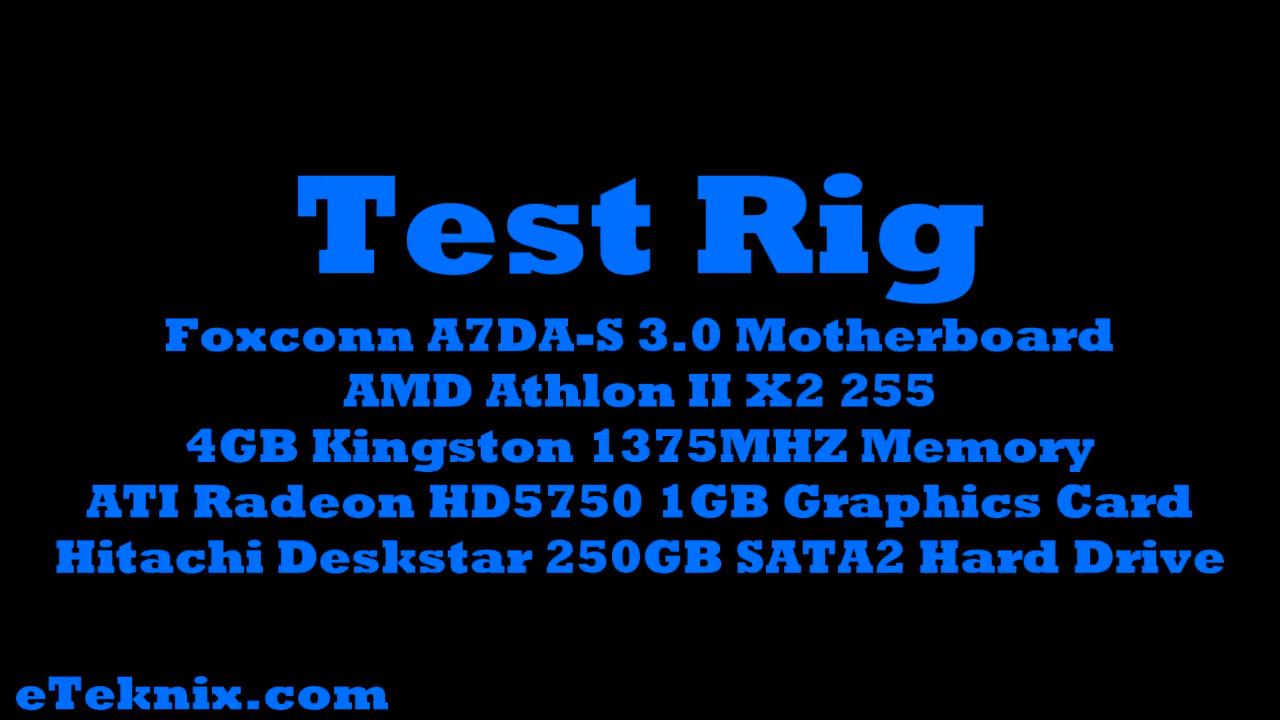 Test Rig
Foxconn A7DA-S 3.0 Motherboard
AMD Athlon II X2 255
4GB Kingston 1375MHZ Memory
ATI Radeon HD5750 1GB Graphics Card
Hitachi Deskstar 250GB SATA2 Hard Drive
eTeknix.com